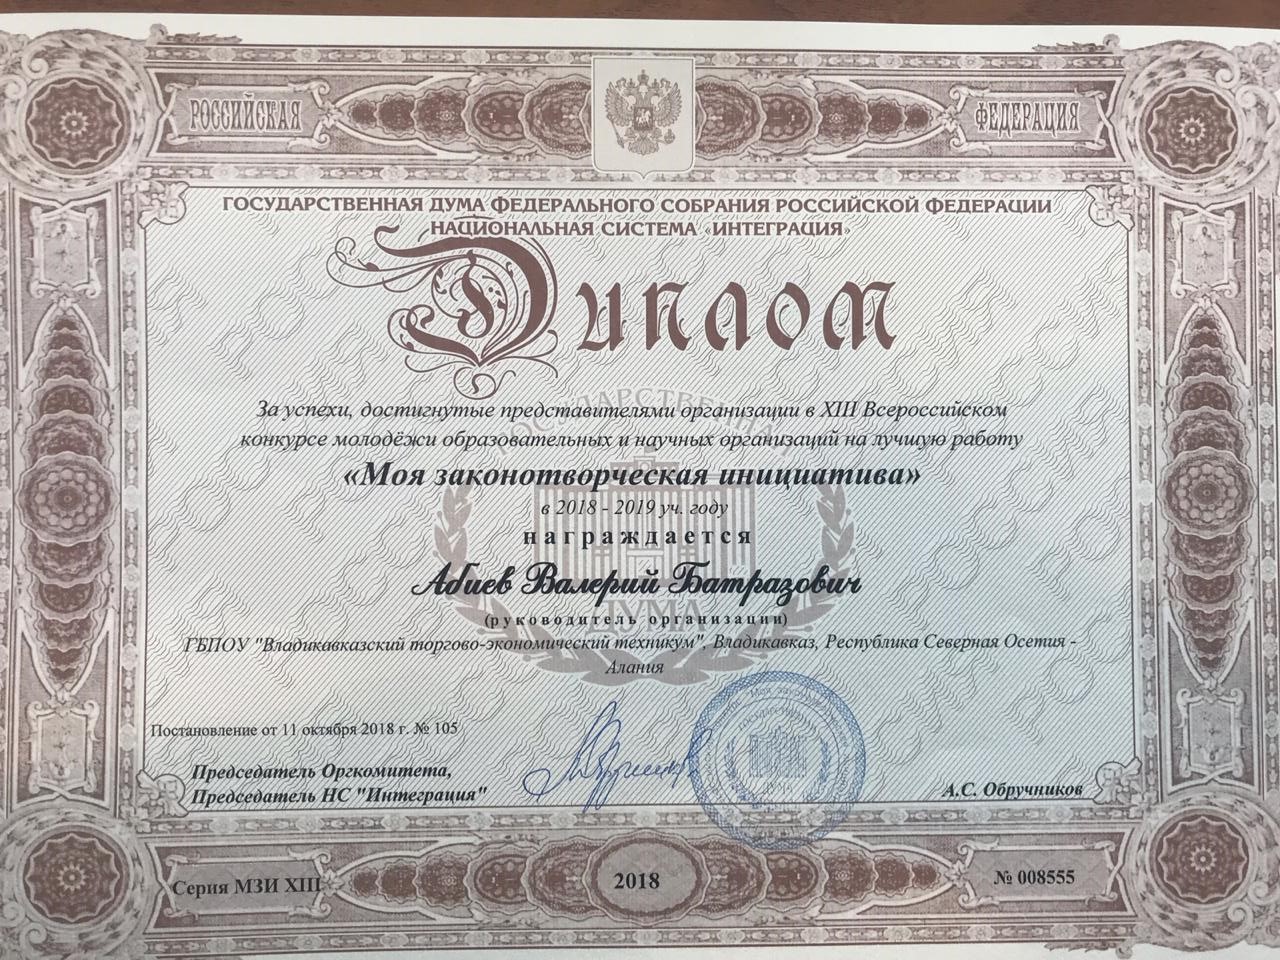 РОССИЙСКАЯ ФЕДЕРАЦИЯ
ГОСУДАРСТВЕННАЯ ДУМА ФЕДЕРАЛЬНОГО СОБРАНИЯ РОССИЙСКОЙ ФЕДЕРАЦИИ
НАЦИОНАЛЬНАЯ СИСТЕМА «ИНТЕГРАЦИЯ»
Диплом
За успехи, достигнутые представителями организации в XIII Всероссийском
конкурсе молодёжи образовательных и научных организаций на лучшую работу
«Моя законотворческая инициатива»
в 2018 - 2019 уч. году
награждается
Абиев Валерий Батразович
(руководитель организации)
ГБПОУ "Владикавказский торгово-экономический техникум", Владикавказ, Республика Северная Осетия -
Алания
ГОСУДАРСТВЕННАЯ
ДУМА
Постановление от 11 октября 2018 г. № 105
Председатель Оргкомитета,
Председатель НС "Интеграция" А.С. Обручников
Серия МЗИ XIII 2018 № 008555